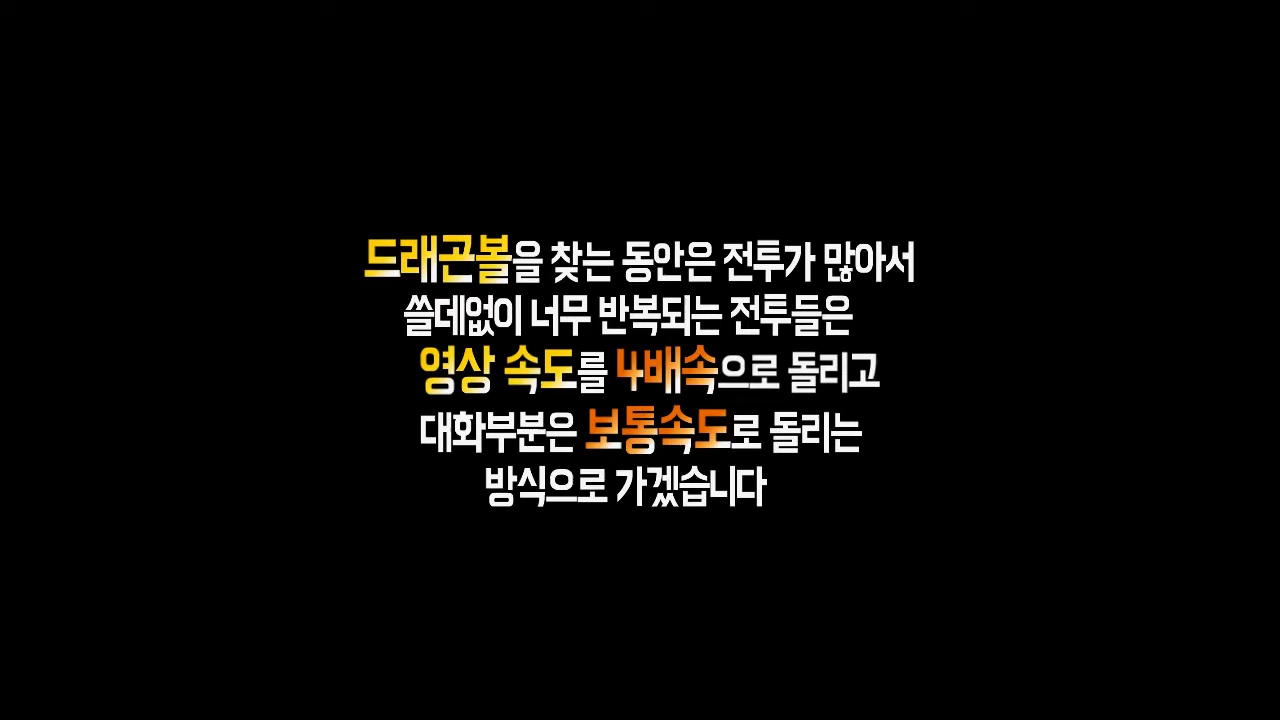 드래곤볼을 찾는 동안은 전투가 많아서
쓸데없이 너무 반복되는 전투들은
영상 속도를 4배속으로 돌리고
대화부분은 보통속도로 돌리는
방식으로 가겠습니다